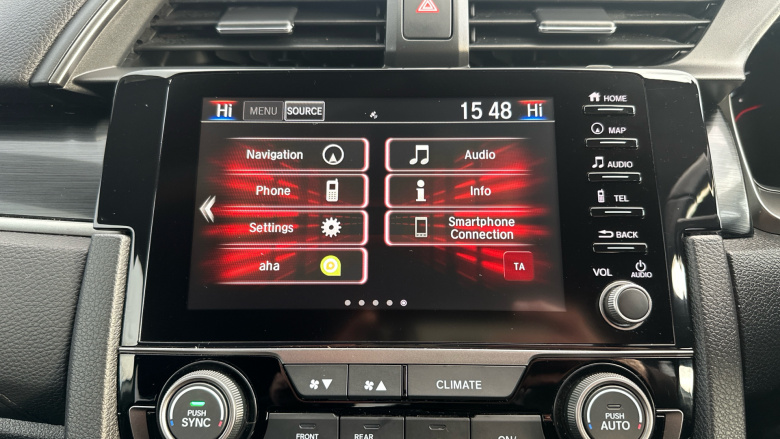 Hi MENU SOURCE 15 48 Hi
HOME
MAP
Navigation
Audio
AUDIO
Phone
Info
TEL
Settings
Smartphone
Connection
BACK
aha
TA
VOL
AUDIO
CLIMATE
PUSH
SYNC
PUSH
AUTO
FRONT
REAR